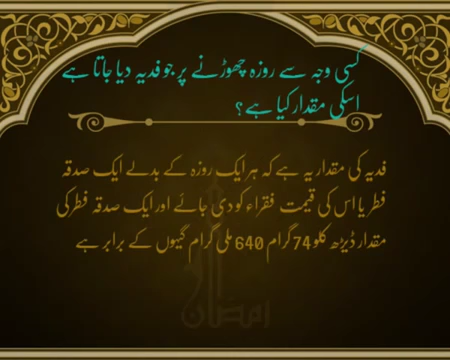 کسی وجہ سے روزہ چھوڑنے پر جو فدیہ دیا جاتا ہے
اسکی مقدار کیا ہے؟
فدیہ کی مقدار یہ ہے کہ ہر ایک روزہ کے بدلے ایک صدقہ
فطر یا اس کی قیمت فقراء کو دی جائے اور ایک صدقہ فطر کی
مقدار ڈیڑھ کلو 74 گرام 640 ملی گرام گیہوں کے برابر ہے
رمضان